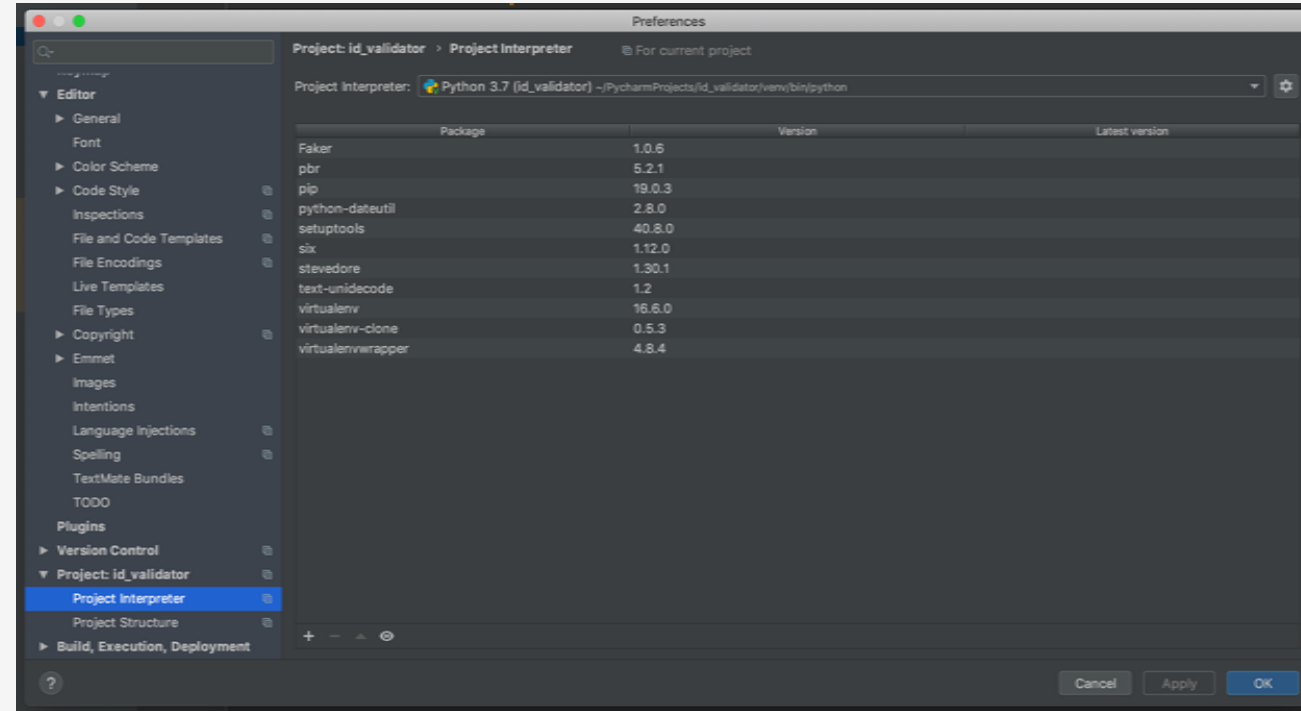 Preferences
Project: id_validator › Project Interpreter For current project
Project Interpreter: Python 3.7 (id_validator) ~/PycharmProjects/id_validator/venv/bin/python
Editor
General
Font
Color Scheme
Code Style
Inspections
File and Code Templates
File Encodings
Live Templates
File Types
Copyright
Emmet
Images
Intentions
Language Injections
Spelling
TextMate Bundles
TODO
Plugins
Version Control
Project: id_validator
Project Interpreter
Project Structure
Build, Execution, Deployment
Package Version Latest version
Faker 1.0.6
pbr 5.2.1
pip 19.0.3
python-dateutil 2.8.0
setuptools 40.8.0
six 1.12.0
stevedore 1.30.1
text-unidecode 1.2
virtualenv 16.6.0
virtualenv-clone 0.5.3
virtualenvwrapper 4.8.4
? Cancel Apply OK